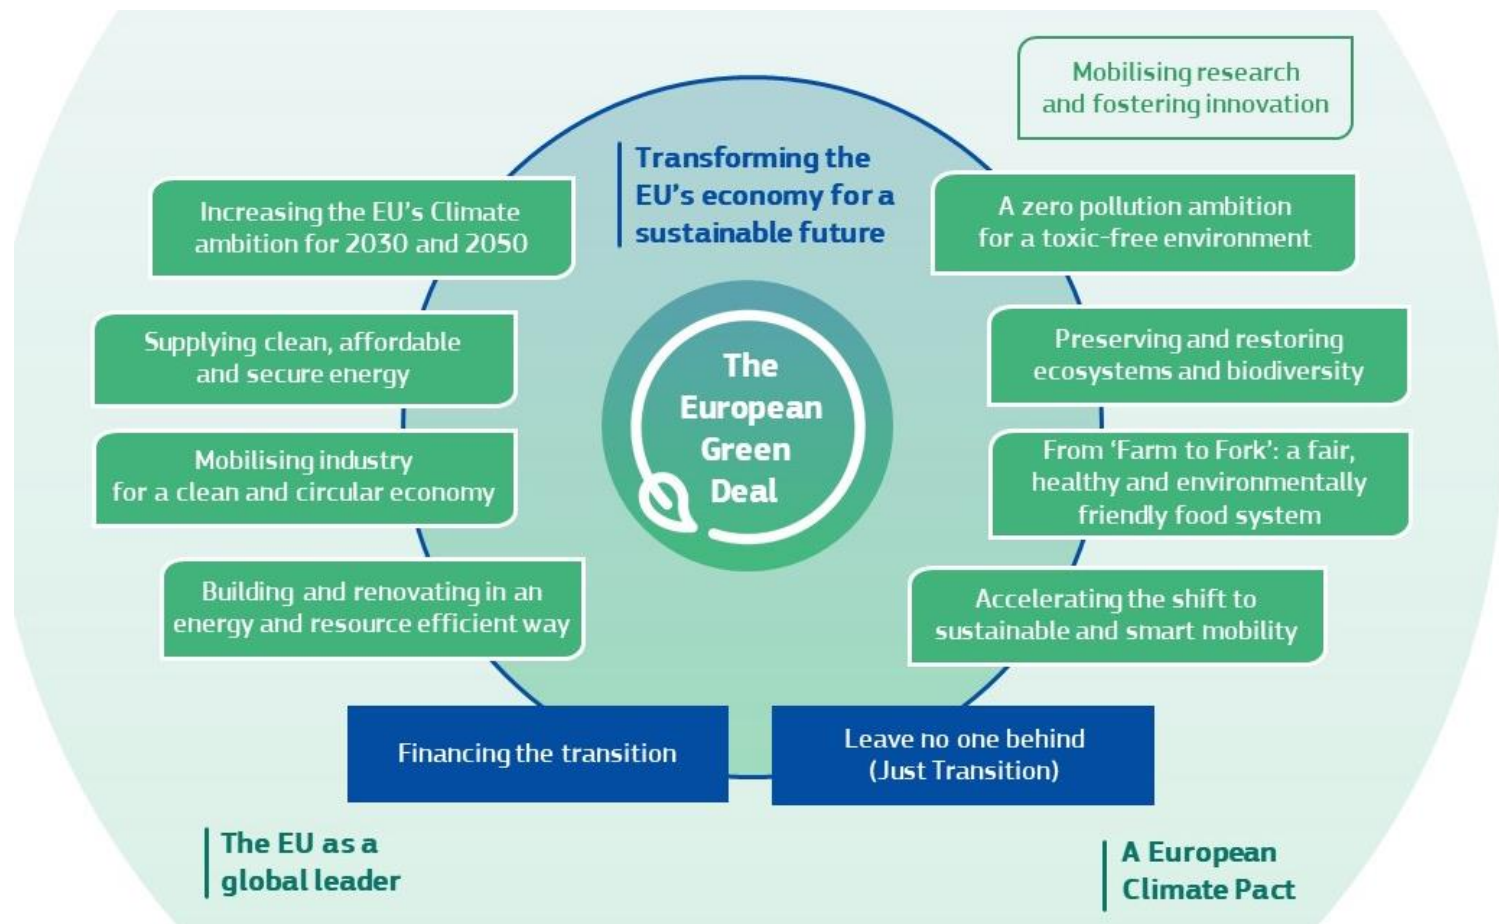 Mobilising research
and fostering innovation
Transforming the
EU's economy for a
sustainable future
Increasing the EU's Climate
ambition for 2030 and 2050
A zero pollution ambition
for a toxic-free environment
Supplying clean, affordable
and secure energy
Preserving and restoring
ecosystems and biodiversity
The
European
Green
Deal
Mobilising industry
for a clean and circular economy
From ‘Farm to Fork’: a fair,
healthy and environmentally
friendly food system
Building and renovating in an
energy and resource efficient way
Accelerating the shift to
sustainable and smart mobility
Financing the transition
Leave no one behind
(Just Transition)
The EU as a
global leader
A European
Climate Pact